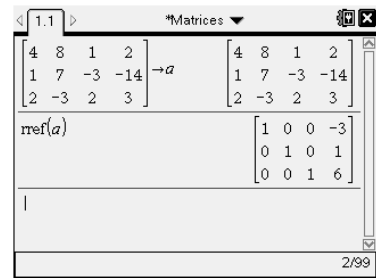 1.1 *Matrices
4 8 1 2
1 7 -3 -14 →a
2 -3 2 3
4 8 1 2
1 7 -3 -14
2 -3 2 3
rref(a)
1 0 0 -3
0 1 0 1
0 0 1 6
2/99